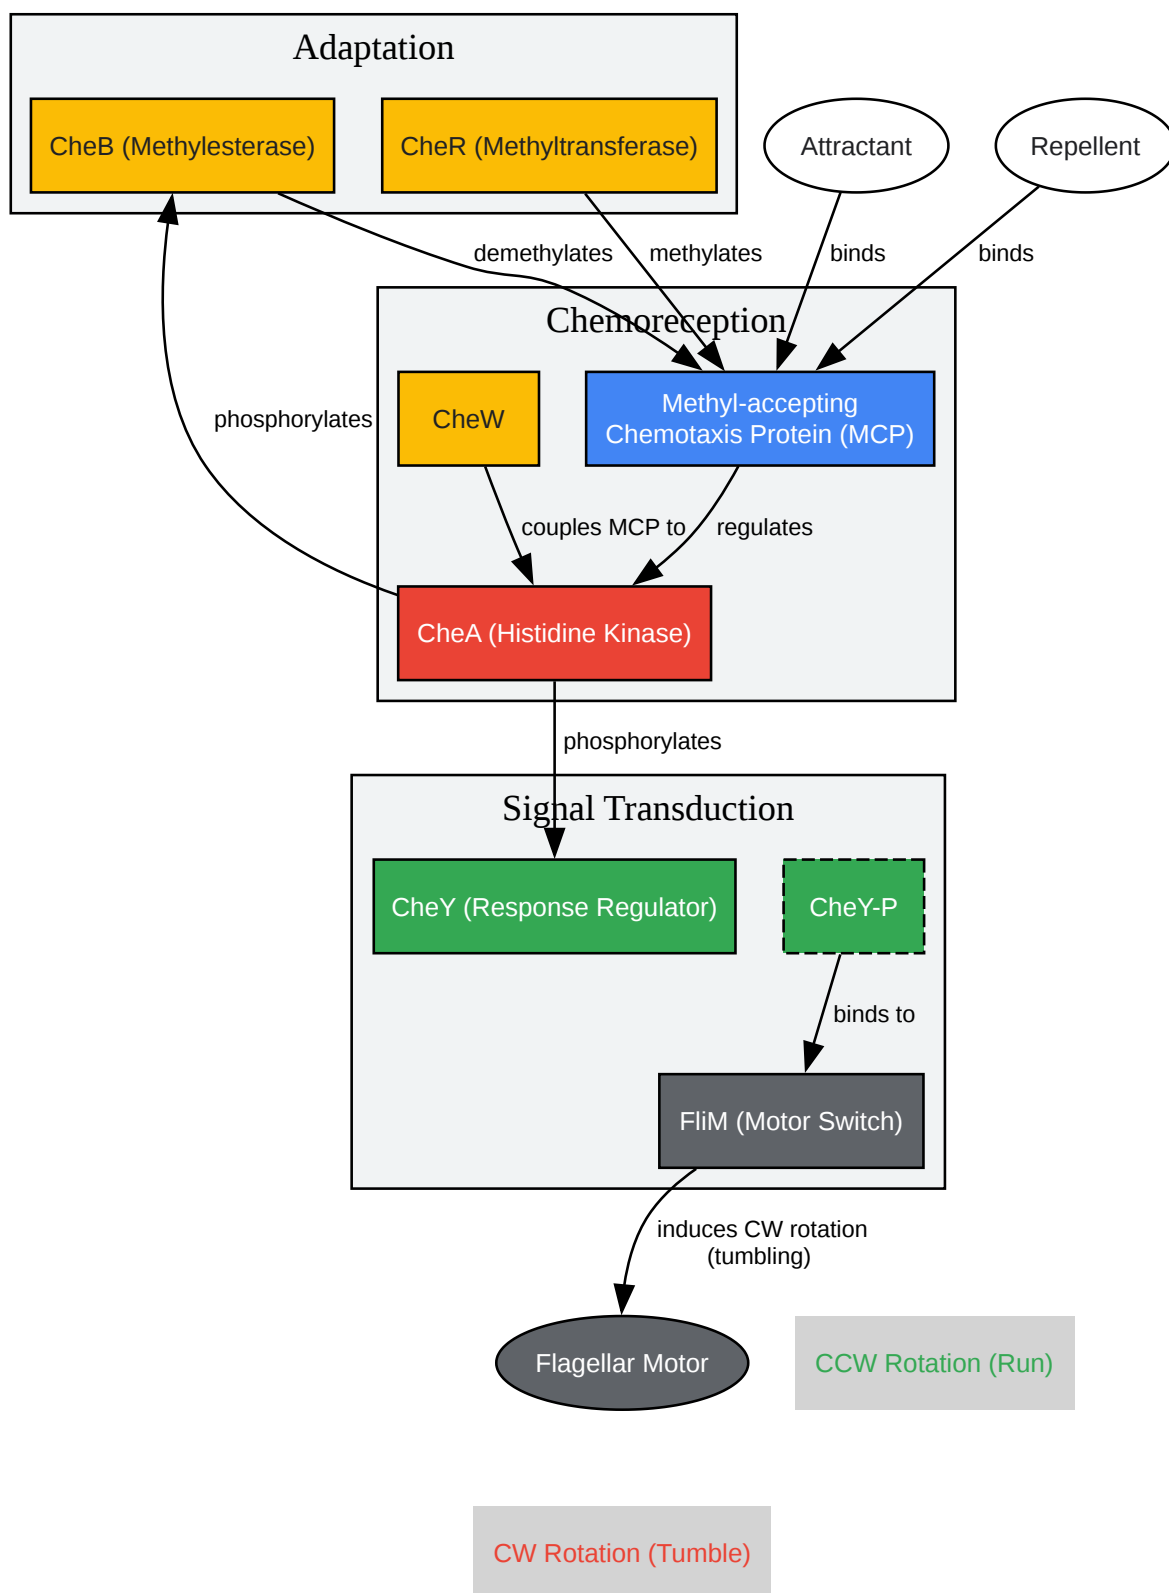 Adaptation
CheB (Methylesterase)
CheR (Methyltransferase)
Attractant
Repellent
demethylates
methylates
binds
binds
Chemoreception
phosphorylates
CheW
Methyl-accepting
Chemotaxis Protein (MCP)
couples MCP to
regulates
CheA (Histidine Kinase)
phosphorylates
Signal Transduction
CheY (Response Regulator)
CheY-P
binds to
FliM (Motor Switch)
induces CW rotation
(tumbling)
Flagellar Motor
CCW Rotation (Run)
CW Rotation (Tumble)